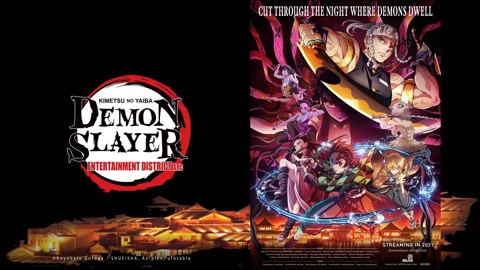 KIMETSU NO YAIBA
DEMON
SLAYER
ENTERTAINMENT DISTRICT ARC
©Koyoharu Gotoge / SHUEISHA, Aniplex, ufotable
CUT THROUGH THE NIGHT WHERE DEMONS DWELL
STREAMING IN 2021
MUSE